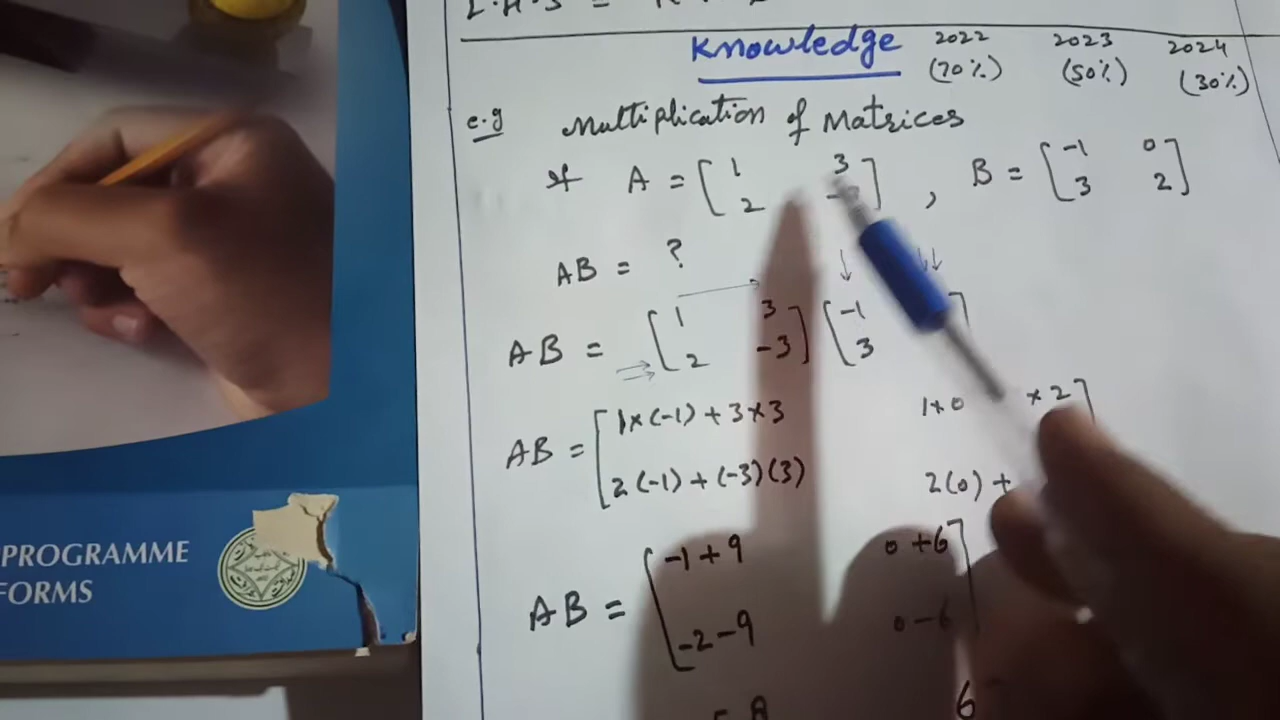 Knowledge 2022 2023 2024
(70%) (50%) (30%)
e.g Multiplication of Matrices
If A = [1 3 2 -3], B = [-1 0 3 2]
AB = ?
AB = [1 3 2 -3] [-1 3
AB = [1×(-1)+3×3 1×0 ×2]
2(-1)+(-3)(3) 2(0)+
AB = [-1+9 0+6]
-2-9 0-6
6
PROGRAMME
FORMS